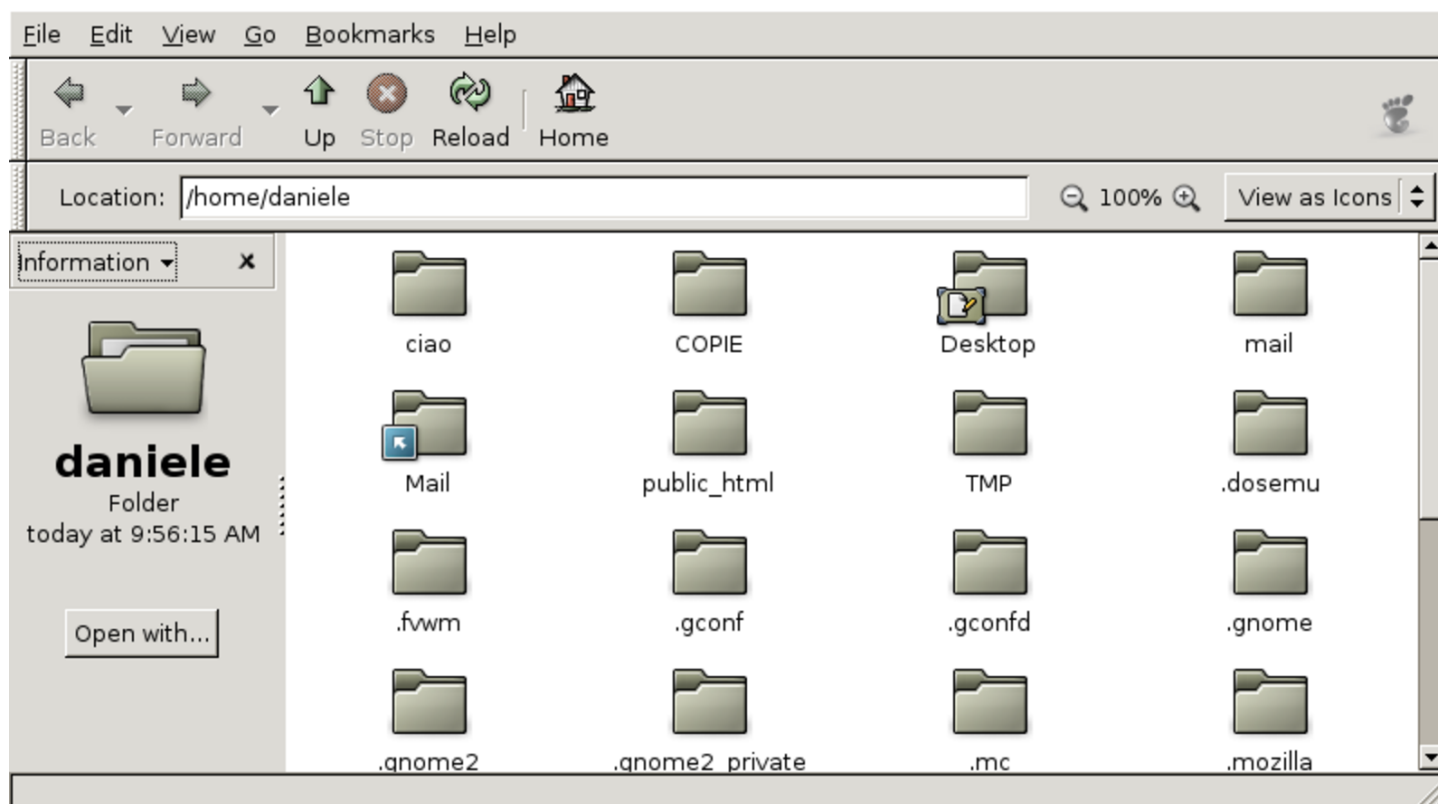 File Edit View Go Bookmarks Help
Back Forward Up Stop Reload Home
Location: /home/daniele 100% View as Icons
Information
ciao COPIE Desktop mail
Mail public_html TMP .dosemu
daniele
Folder
today at 9:56:15 AM
.fvwm .gconf .gconfd .gnome
Open with...
.gnome2 .gnome2_private .mc .mozilla